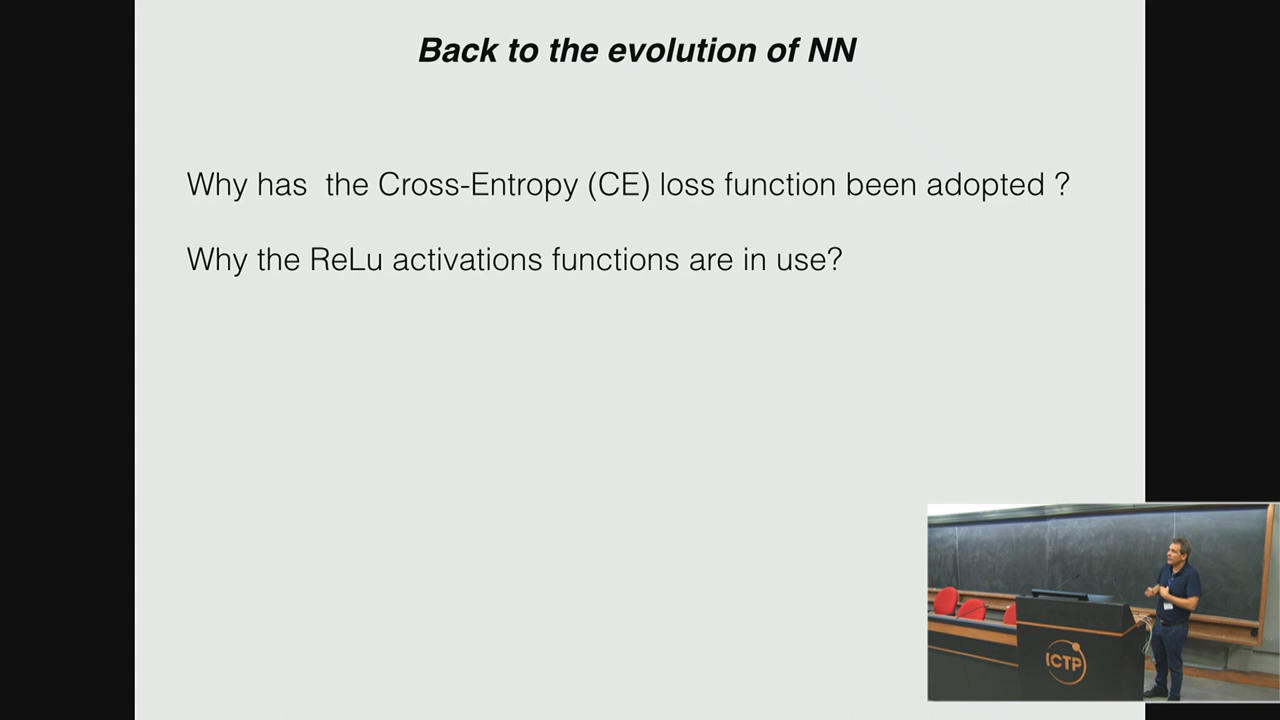 Back to the evolution of NN
Why has the Cross-Entropy (CE) loss function been adopted ?
Why the ReLu activations functions are in use?
ICTP